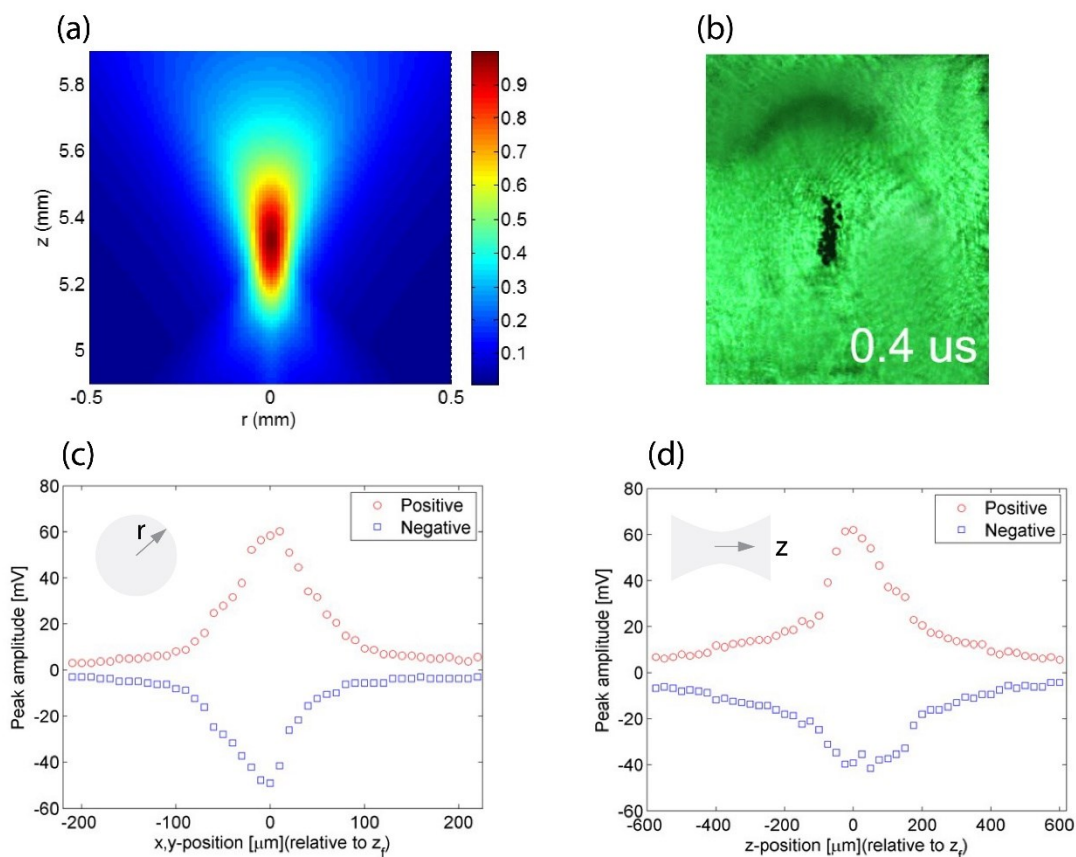 (a)
5.8
5.6
5.4
5.2
5
z (mm)
-0.5
0
0.5
r (mm)
0.9
0.8
0.7
0.6
0.5
0.4
0.3
0.2
0.1
(b)
0.4 us
(c)
80
60
40
20
0
-20
-40
-60
Peak amplitude [mV]
r
Positive
Negative
-200
-100
0
100
200
x,y-position [μm](relative to z_f)
(d)
80
60
40
20
0
-20
-40
-60
Peak amplitude [mV]
z
Positive
Negative
-600
-400
-200
0
200
400
600
z-position [μm](relative to z_f)